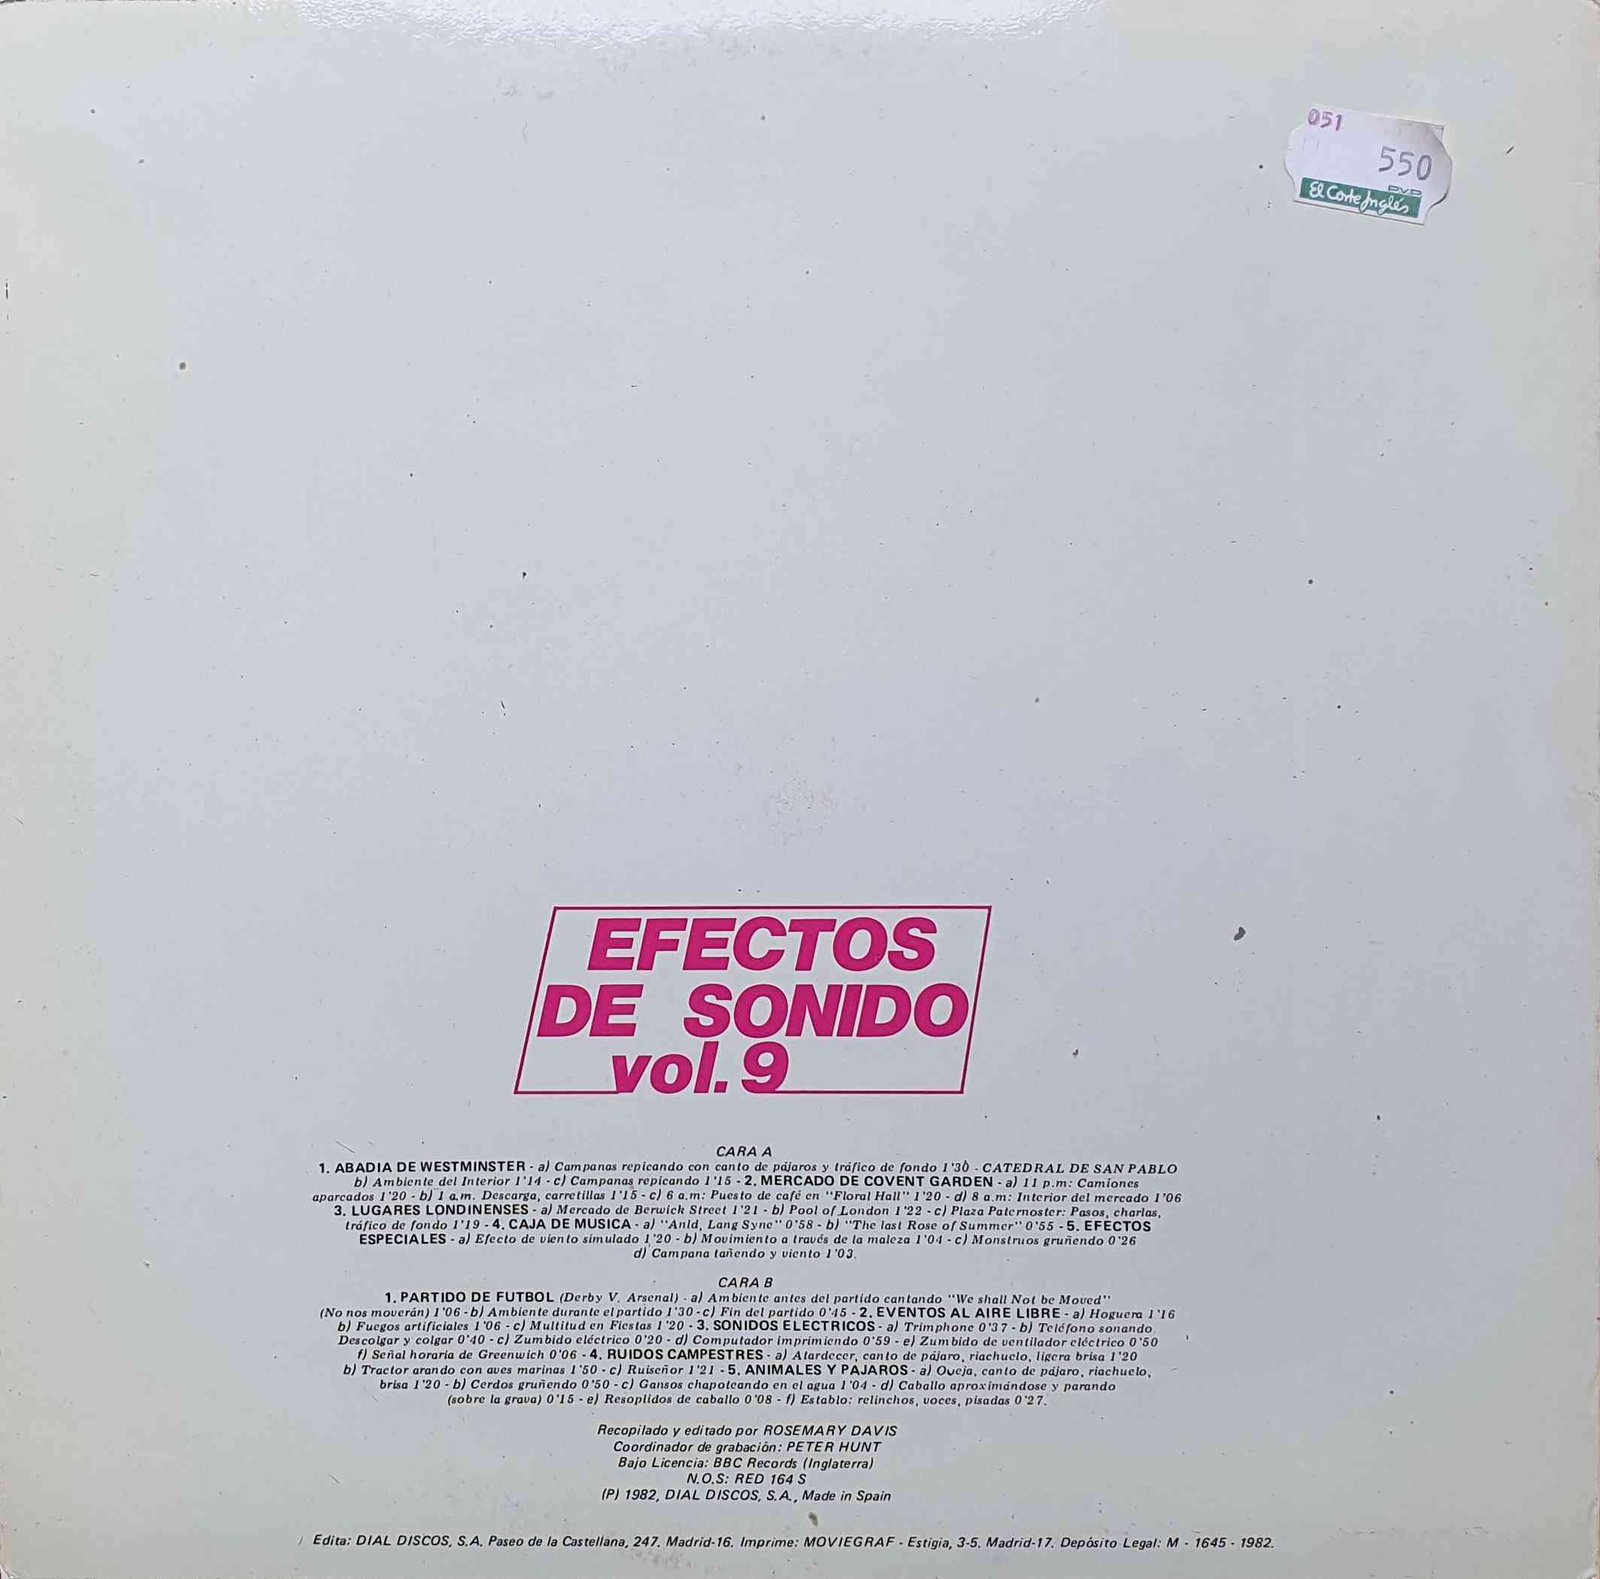 051
550
PVP
El Corte Inglés
EFECTOS
DE SONIDO
vol. 9
CARA A
1. ABADIA DE WESTMINSTER - a) Campanas repicando con canto de pájaros y tráfico de fondo 1'30 - CATEDRAL DE SAN PABLO
b) Ambiente del Interior 1'14 - c) Campanas repicando 1'15 - 2. MERCADO DE COVENT GARDEN - a) 11 p.m: Camiones
aparcados 1'20 - b) 1 a.m. Descarga, carretillas 1'15 - c) 6 a.m: Puesto de café en "Floral Hall" 1'20 - d) 8 a.m: Interior del mercado 1'06
3. LUGARES LONDINENSES - a) Mercado de Berwick Street 1'21 - b) Pool of London 1'22 - c) Plaza Paternoster: Pasos, charlas,
tráfico de fondo 1'19 - 4. CAJA DE MUSICA - a) "Anld, Lang Syne" 0'58 - b) "The last Rose of Summer" 0'55 - 5. EFECTOS
ESPECIALES - a) Efecto de viento simulado 1'20 - b) Movimiento a través de la maleza 1'04 - c) Monstruos gruñendo 0'26
d) Campana tañendo y viento 1'03.
CARA B
1. PARTIDO DE FUTBOL (Derby V. Arsenal) - a) Ambiente antes del partido cantando "We shall Not be Moved"
(No nos moverán) 1'06 - b) Ambiente durante el partido 1'30 - c) Fin del partido 0'45 - 2. EVENTOS AL AIRE LIBRE - a) Hoguera 1'16
b) Fuegos artificiales 1'06 - c) Multitud en Fiestas 1'20 - 3. SONIDOS ELECTRICOS - a) Trimphone 0'37 - b) Teléfono sonando.
Descolgar y colgar 0'40 - c) Zumbido eléctrico 0'20 - d) Computador imprimiendo 0'59 - e) Zumbido de ventilador eléctrico 0'50
f) Señal horaria de Greenwich 0'06 - 4. RUIDOS CAMPESTRES - a) Atardecer, canto de pájaro, riachuelo, ligera brisa 1'20
b) Tractor arando con aves marinas 1'50 - c) Ruiseñor 1'21 - 5. ANIMALES Y PAJAROS - a) Oveja, canto de pájaro, riachuelo,
brisa 1'20 - b) Cerdos gruñendo 0'50 - c) Gansos chapoteando en el agua 1'04 - d) Caballo aproximándose y parando
(sobre la grava) 0'15 - e) Resoplidos de caballo 0'08 - f) Establo: relinchos, voces, pisadas 0'27.
Recopilado y editado por ROSEMARY DAVIS
Coordinador de grabación: PETER HUNT
Bajo Licencia: BBC Records (Inglaterra)
N.O.S: RED 164 S
(P) 1982, DIAL DISCOS, S.A., Made in Spain
Edita: DIAL DISCOS, S.A. Paseo de la Castellana, 247. Madrid-16. Imprime: MOVIEGRAF - Estigia, 3-5. Madrid-17. Depósito Legal: M - 1645 - 1982.